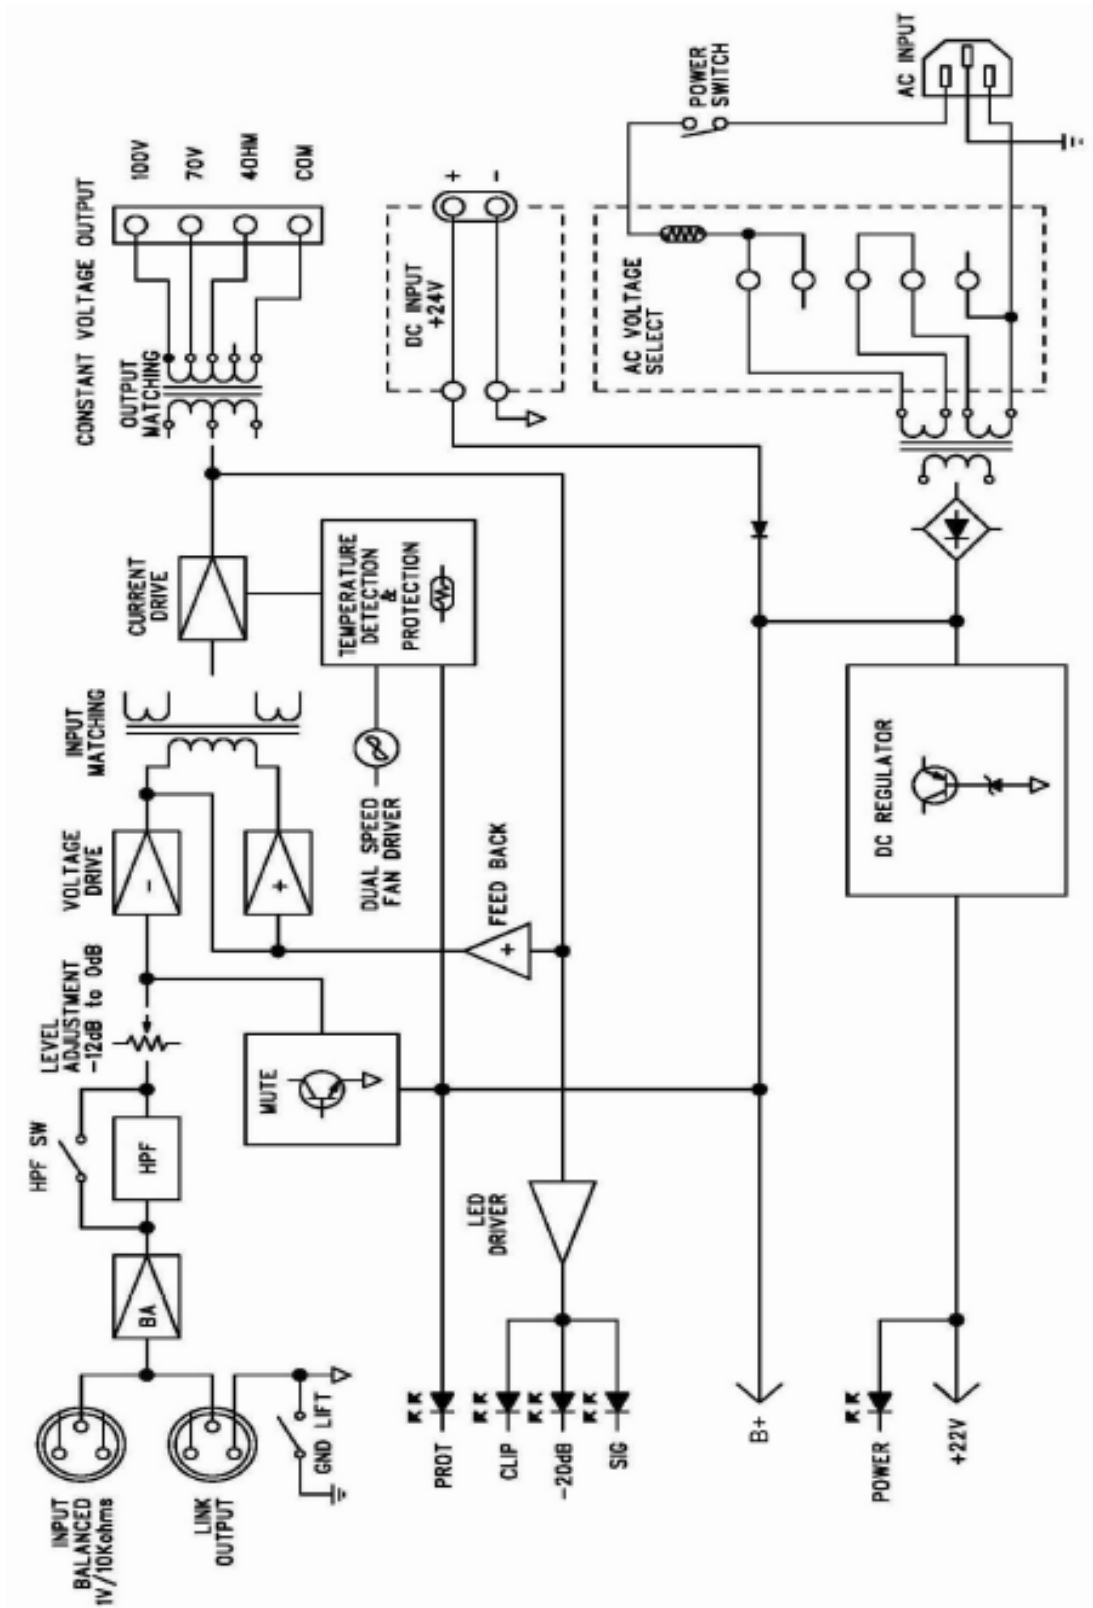 INPUT
BALANCED
1V/10Kohms
LINK
OUTPUT
GND LIFT
BA
HPF SW
HPF
LEVEL
ADJUSTMENT
-12dB to 0dB
MUTE
VOLTAGE
DRIVE
-
+
INPUT
MATCHING
CURRENT
DRIVE
TEMPERATURE
DETECTION
&
PROTECTION
DUAL SPEED
FAN DRIVER
FEED BACK
+
OUTPUT
MATCHING
CONSTANT VOLTAGE OUTPUT
100V
70V
4OHM
COM
LED
DRIVER
PROT
CLIP
-20dB
SIG
DC INPUT
+24V
+
-
B+
AC VOLTAGE
SELECT
POWER
SWITCH
AC INPUT
DC REGULATOR
POWER
+22V